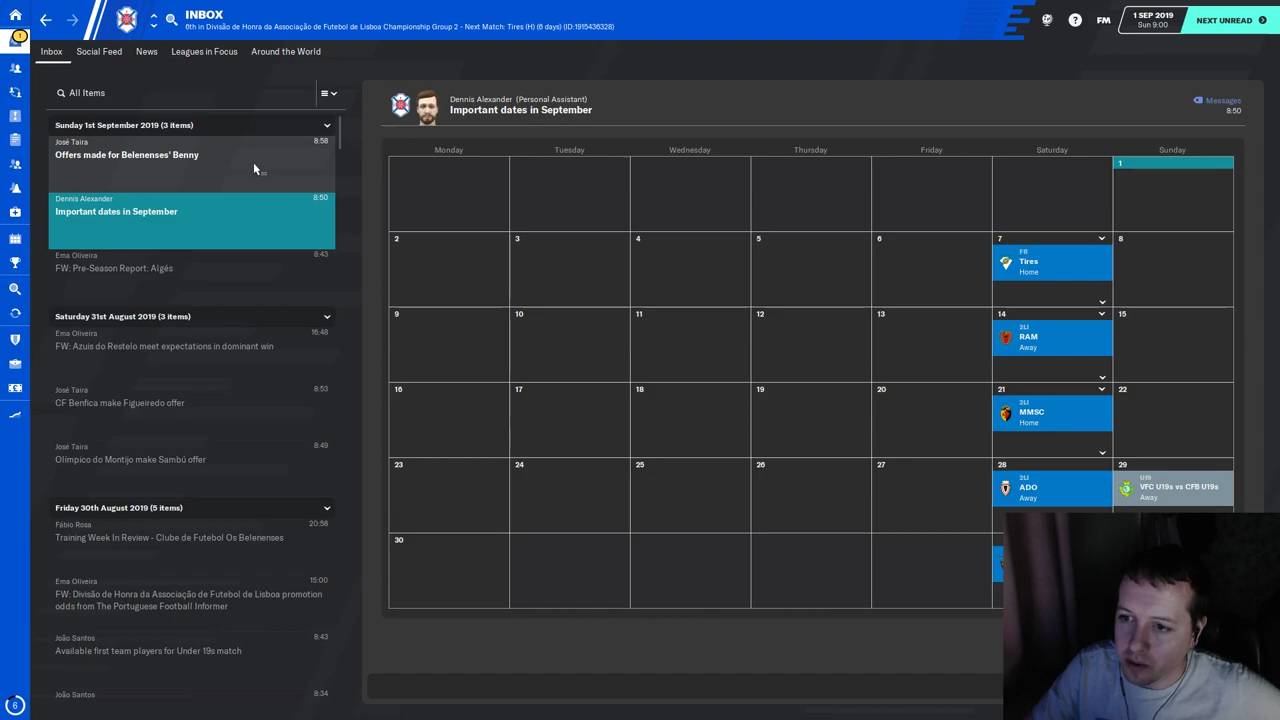 INBOX
6th in Divisão de Honra da Associação de Futebol de Lisboa Championship Group 2 - Next Match: Tires (H) (6 days) (ID:1915436328)
FM
1 SEP 2019
SUN 9:00
NEXT UNREAD
1
Inbox
Social Feed
News
Leagues in Focus
Around the World
All Items
Sunday 1st September 2019 (3 items)
José Taira
8:58
Offers made for Belenenses' Benny
Dennis Alexander
8:50
Important dates in September
Ema Oliveira
8:43
FW: Pre-Season Report: Algés
Saturday 31st August 2019 (3 items)
Ema Oliveira
16:48
FW: Azuis do Restelo meet expectations in dominant win
José Taira
8:53
CF Benfica make Figueiredo offer
José Taira
8:49
Olímpico do Montijo make Sambú offer
Friday 30th August 2019 (5 items)
Fábio Rosa
20:58
Training Week In Review - Clube de Futebol Os Belenenses
Ema Oliveira
15:00
FW: Divisão de Honra da Associação de Futebol de Lisboa promotion
odds from The Portuguese Football Informer
João Santos
8:43
Available first team players for Under 19s match
João Santos
8:34
6
Dennis Alexander (Personal Assistant)
Important dates in September
Messages
8:50
Monday Tuesday Wednesday Thursday Friday Saturday Sunday
1
2 3 4 5 6 7 8
FR
Tires
Home
9 10 11 12 13 14 15
2LI
RAM
Away
16 17 18 19 20 21 22
2LI
MMSC
Home
23 24 25 26 27 28 29
2LI
ADO
Away
U19
VFC U19s vs CFB U19s
Away
30